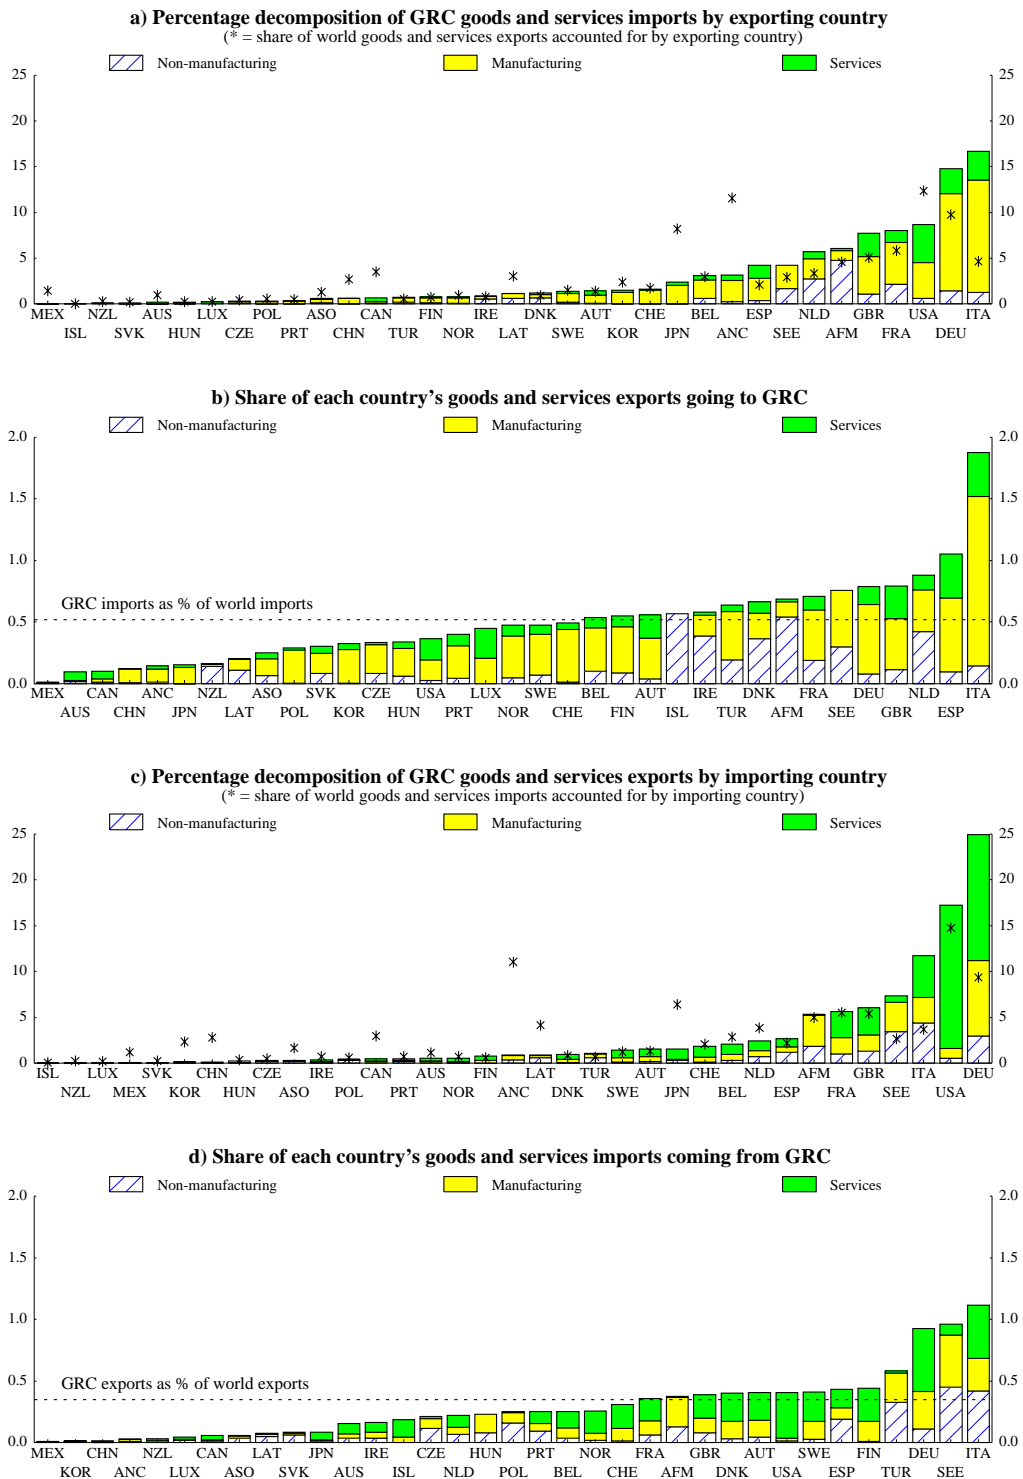 a) Percentage decomposition of GRC goods and services imports by exporting country
(* = share of world goods and services exports accounted for by exporting country)
Non-manufacturing Manufacturing Services
25 25
20 20
15 15
10 10
5 5
0 0
MEX NZL AUS LUX POL ASO CAN FIN IRE DNK AUT CHE BEL ESP NLD GBR USA ITA
ISL SVK HUN CZE PRT CHN TUR NOR LAT SWE KOR JPN ANC SEE AFM FRA DEU
b) Share of each country's goods and services exports going to GRC
Non-manufacturing Manufacturing Services
2.0 2.0
1.5 1.5
1.0 1.0
GRC imports as % of world imports
0.5 0.5
0.0 0.0
MEX CAN ANC NZL ASO SVK CZE USA LUX SWE BEL AUT IRE DNK FRA DEU NLD ITA
AUS CHN JPN LAT POL KOR HUN PRT NOR CHE FIN ISL TUR AFM SEE GBR ESP
c) Percentage decomposition of GRC goods and services exports by importing country
(* = share of world goods and services imports accounted for by importing country)
Non-manufacturing Manufacturing Services
25 25
20 20
15 15
10 10
5 5
0 0
ISL LUX SVK CHN CZE IRE CAN AUS FIN LAT TUR AUT CHE NLD AFM GBR ITA DEU
NZL MEX KOR HUN ASO POL PRT NOR ANC DNK SWE JPN BEL ESP FRA SEE USA
d) Share of each country's goods and services imports coming from GRC
Non-manufacturing Manufacturing Services
2.0 2.0
1.5 1.5
1.0 1.0
GRC exports as % of world exports
0.5 0.5
0.0 0.0
MEX CHN NZL CAN LAT JPN IRE CZE HUN PRT NOR FRA GBR AUT SWE FIN DEU ITA
KOR ANC LUX ASO SVK AUS ISL NLD POL BEL CHE AFM DNK USA ESP TUR SEE